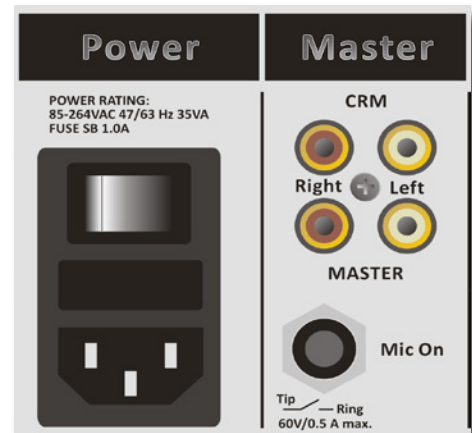 Power
POWER RATING:
85-264VAC 47/63 Hz 35VA
FUSE SB 1.0A
Master
CRM
Right Left
MASTER
Mic On
Tip
Ring
60V/0.5 A max.